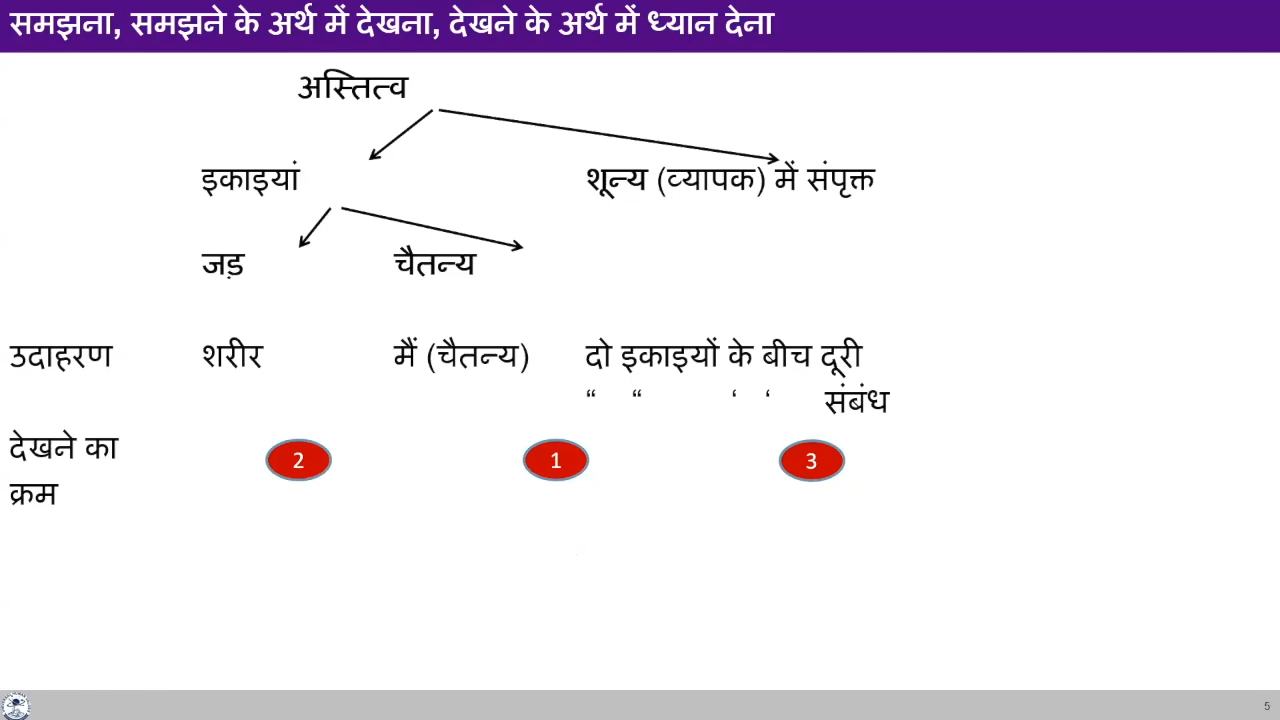 समझना, समझने के अर्थ में देखना, देखने के अर्थ में ध्यान देना
अस्तित्व
इकाइयां शून्य (व्यापक) में संपृक्त
जड़ चैतन्य
उदाहरण शरीर मैं (चैतन्य) दो इकाइयों के बीच दूरी
“ “ ‘ ‘ संबंध
देखने का
क्रम
2 1 3
5